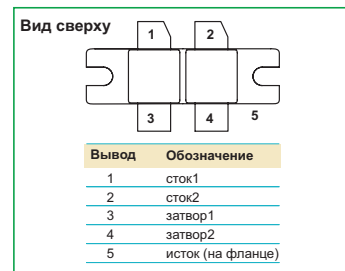 Вид сверху
1 2
3 4 5
Вывод Обозначение
1 сток1
2 сток2
3 затвор1
4 затвор2
5 исток (на фланце)